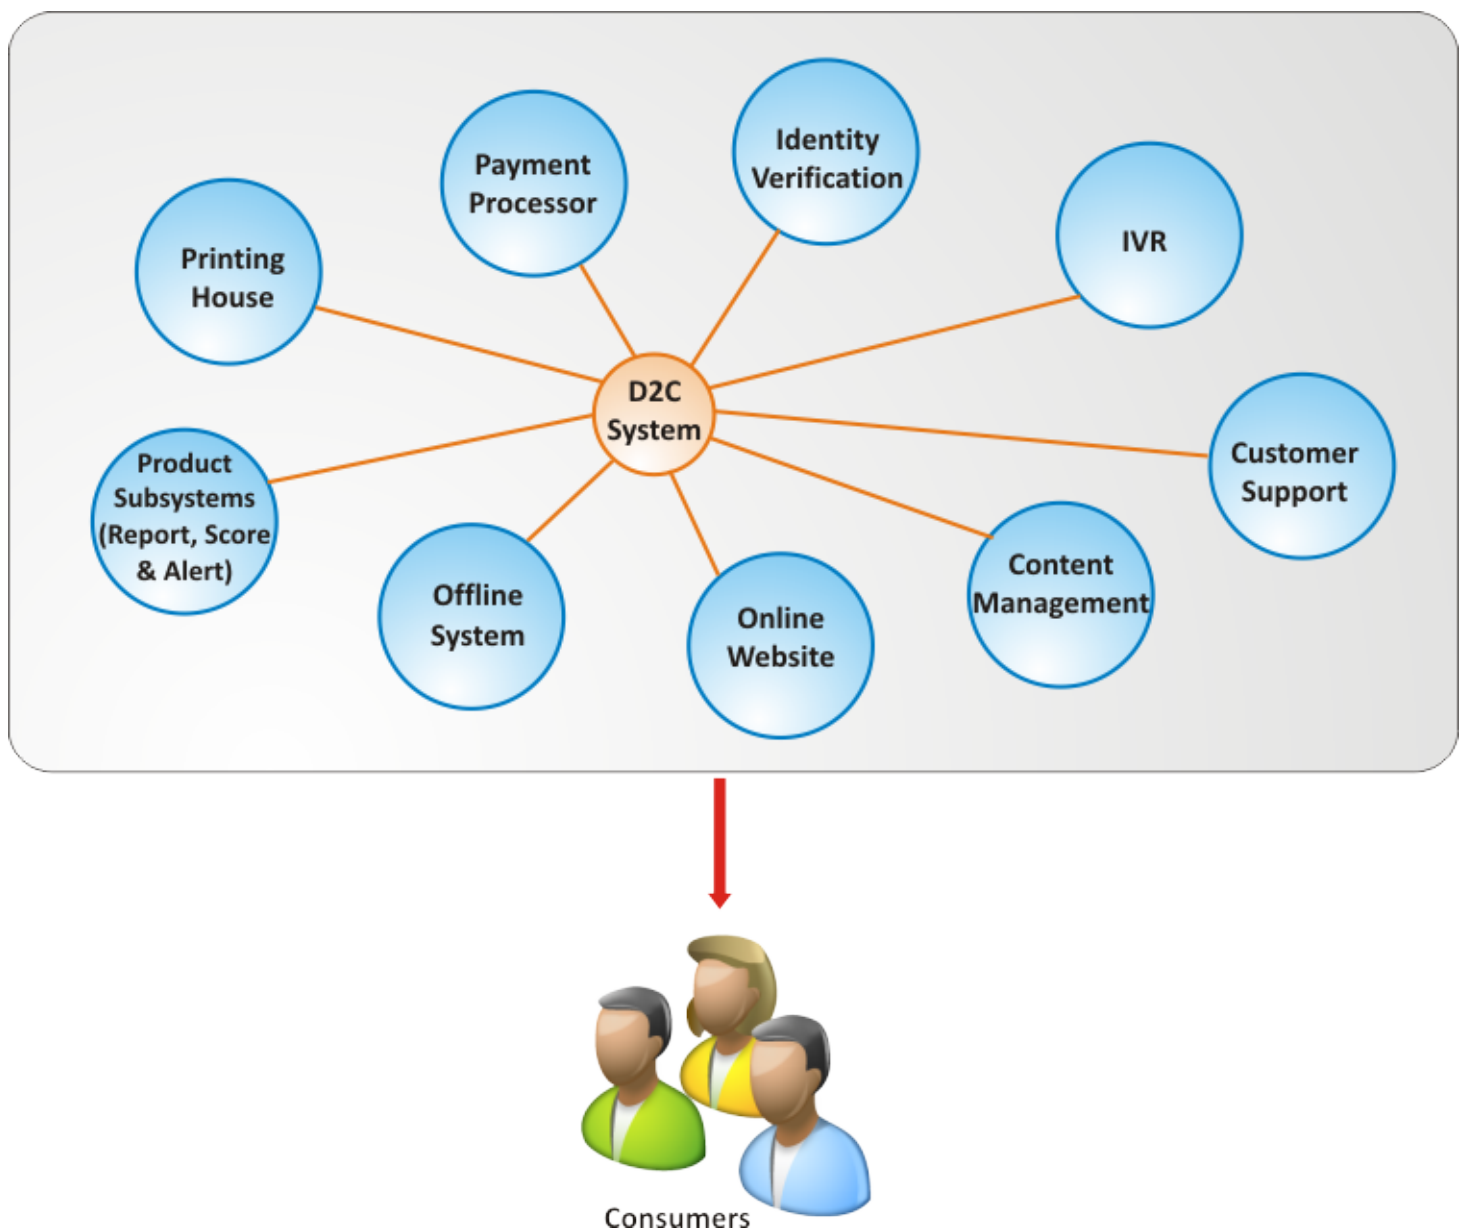 Identity
Verification
Payment
Processor
IVR
Printing
House
D2C
System
Customer
Support
Product
Subsystems
(Report, Score
& Alert)
Content
Management
Offline
System
Online
Website
Consumers